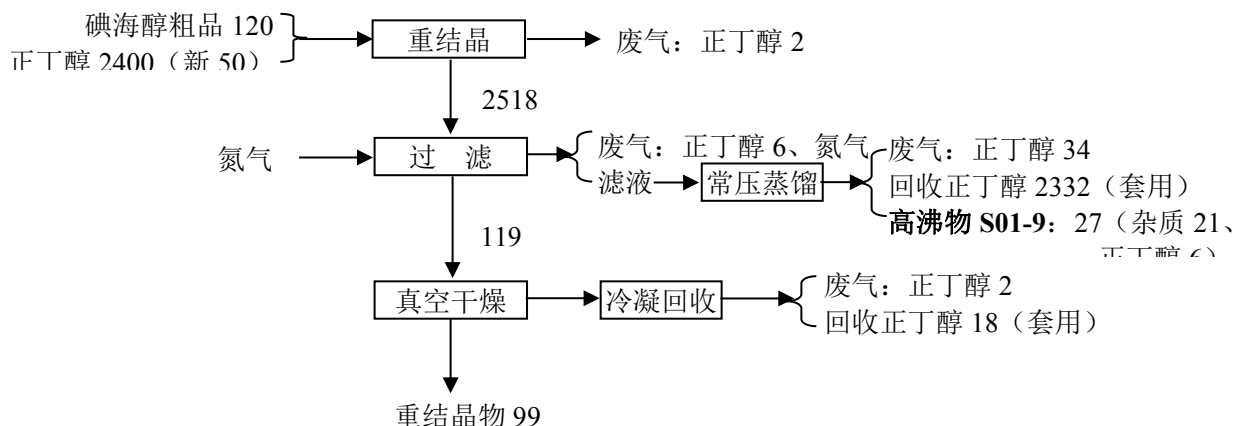 碘海醇粗品 120
正丁醇 2400（新 50）
重结晶
废气：正丁醇 2
2518
氮气
过 滤
废气：正丁醇 6、氮气
滤液
常压蒸馏
废气：正丁醇 34
回收正丁醇 2332（套用）
高沸物 S01-9：27（杂质 21、
正丁醇 6）
119
真空干燥
冷凝回收
废气：正丁醇 2
回收正丁醇 18（套用）
重结晶物 99